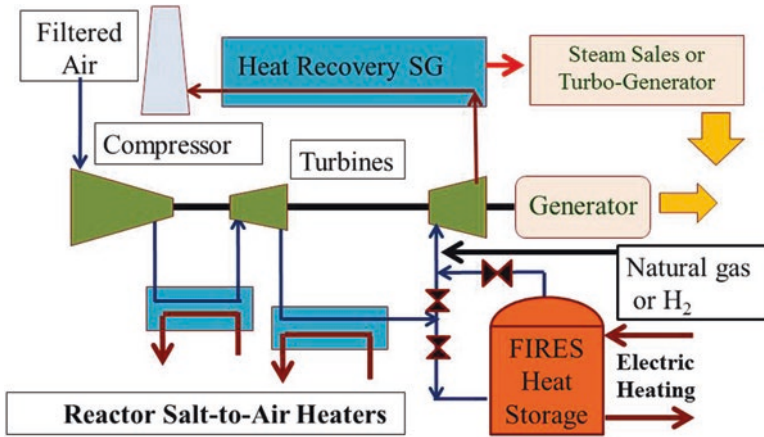 Filtered
Air
Heat Recovery SG
Steam Sales or
Turbo-Generator
Compressor
Turbines
Generator
Natural gas
or H₂
FIRES
Heat
Storage
Electric
Heating
Reactor Salt-to-Air Heaters